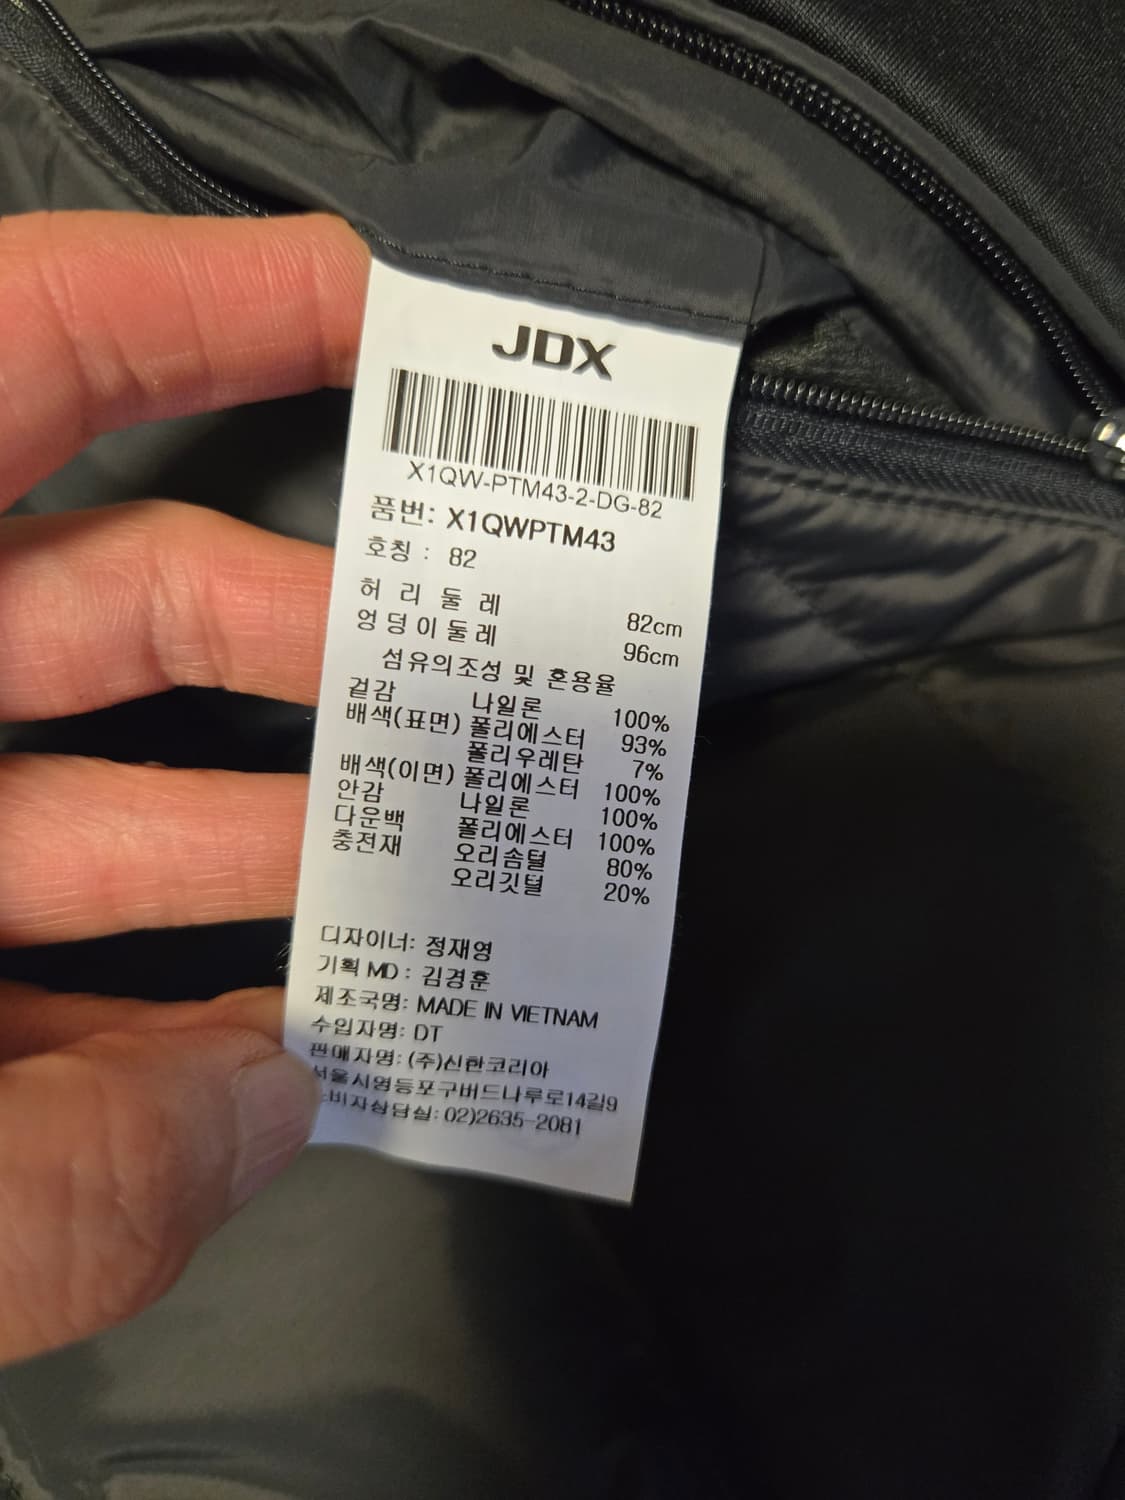 JDX
X1QW-PTM43-2-DG-82
품번: X1QWPTM43
호칭 : 82
허 리 둘 레 82cm
엉덩이둘레 96cm
섬유의조성 및 혼용율
겉감 나일론 100%
배색(표면) 폴리에스터 93%
폴리우레탄 7%
배색(이면) 폴리에스터 100%
안감 나일론 100%
다운백 폴리에스터 100%
충전재 오리솜털 80%
오리깃털 20%
디자이너: 정재영
기획 MD : 김경훈
제조국명: MADE IN VIETNAM
수입자명: DT
판매자명: (주)신한코리아
서울시영등포구버드나루로14길9
비자상담실: 02)2635-2081